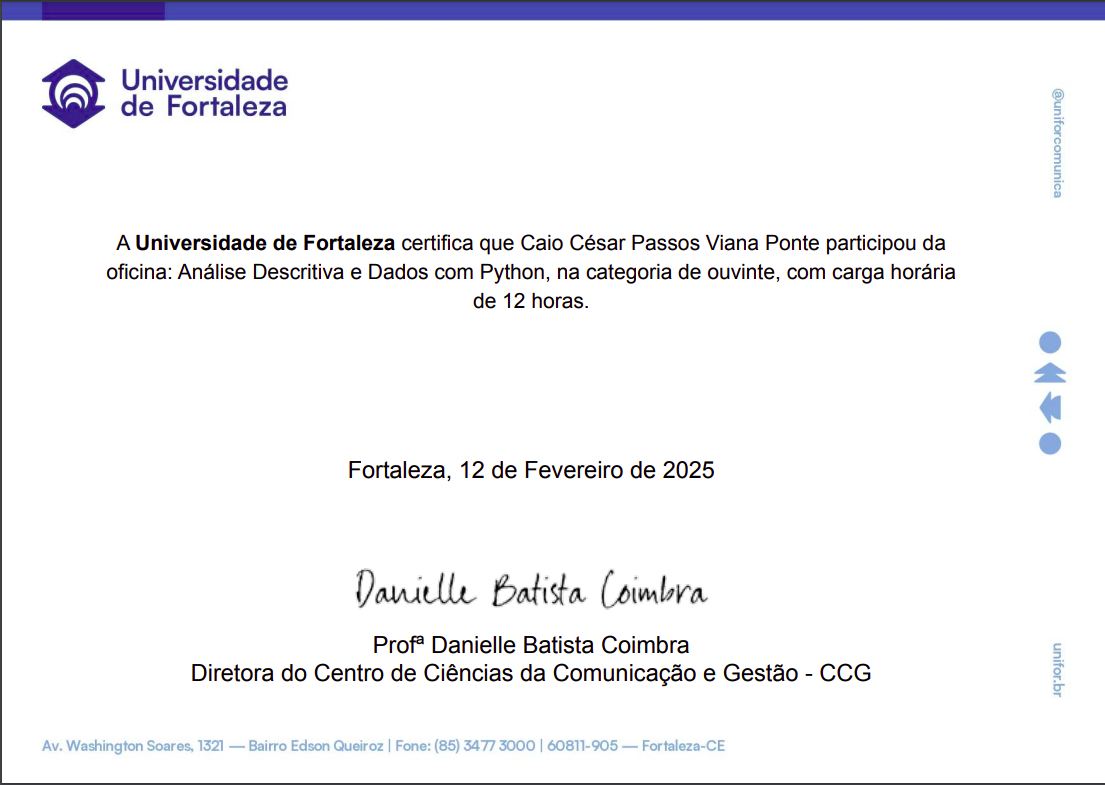 Universidade
de Fortaleza
@uniforcomunica
A Universidade de Fortaleza certifica que Caio César Passos Viana Ponte participou da
oficina: Análise Descritiva e Dados com Python, na categoria de ouvinte, com carga horária
de 12 horas.
Fortaleza, 12 de Fevereiro de 2025
Danielle Batista Coimbra
Profª Danielle Batista Coimbra
Diretora do Centro de Ciências da Comunicação e Gestão - CCG
unifor.br
Av. Washington Soares, 1321 — Bairro Edson Queiroz | Fone: (85) 3477 3000 | 60811-905 — Fortaleza-CE